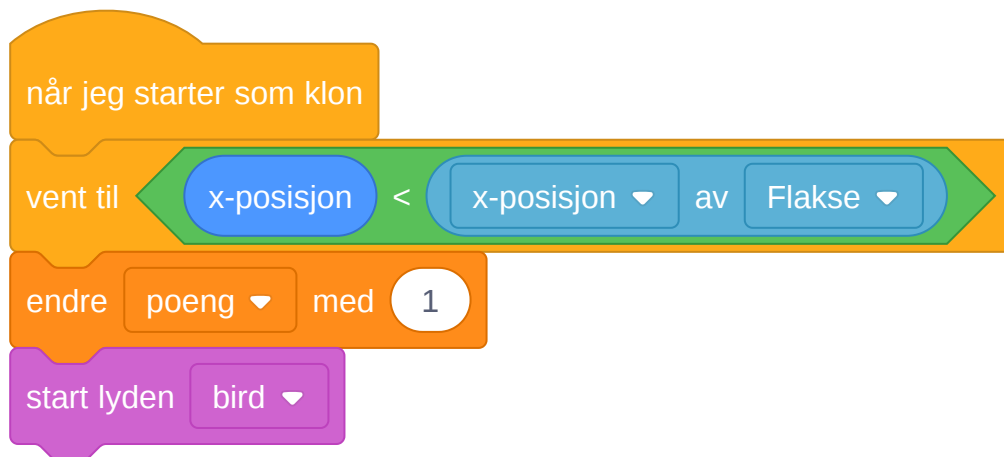 når jeg starter som klon
vent til x-posisjon < x-posisjon av Flakse
endre poeng med 1
start lyden bird